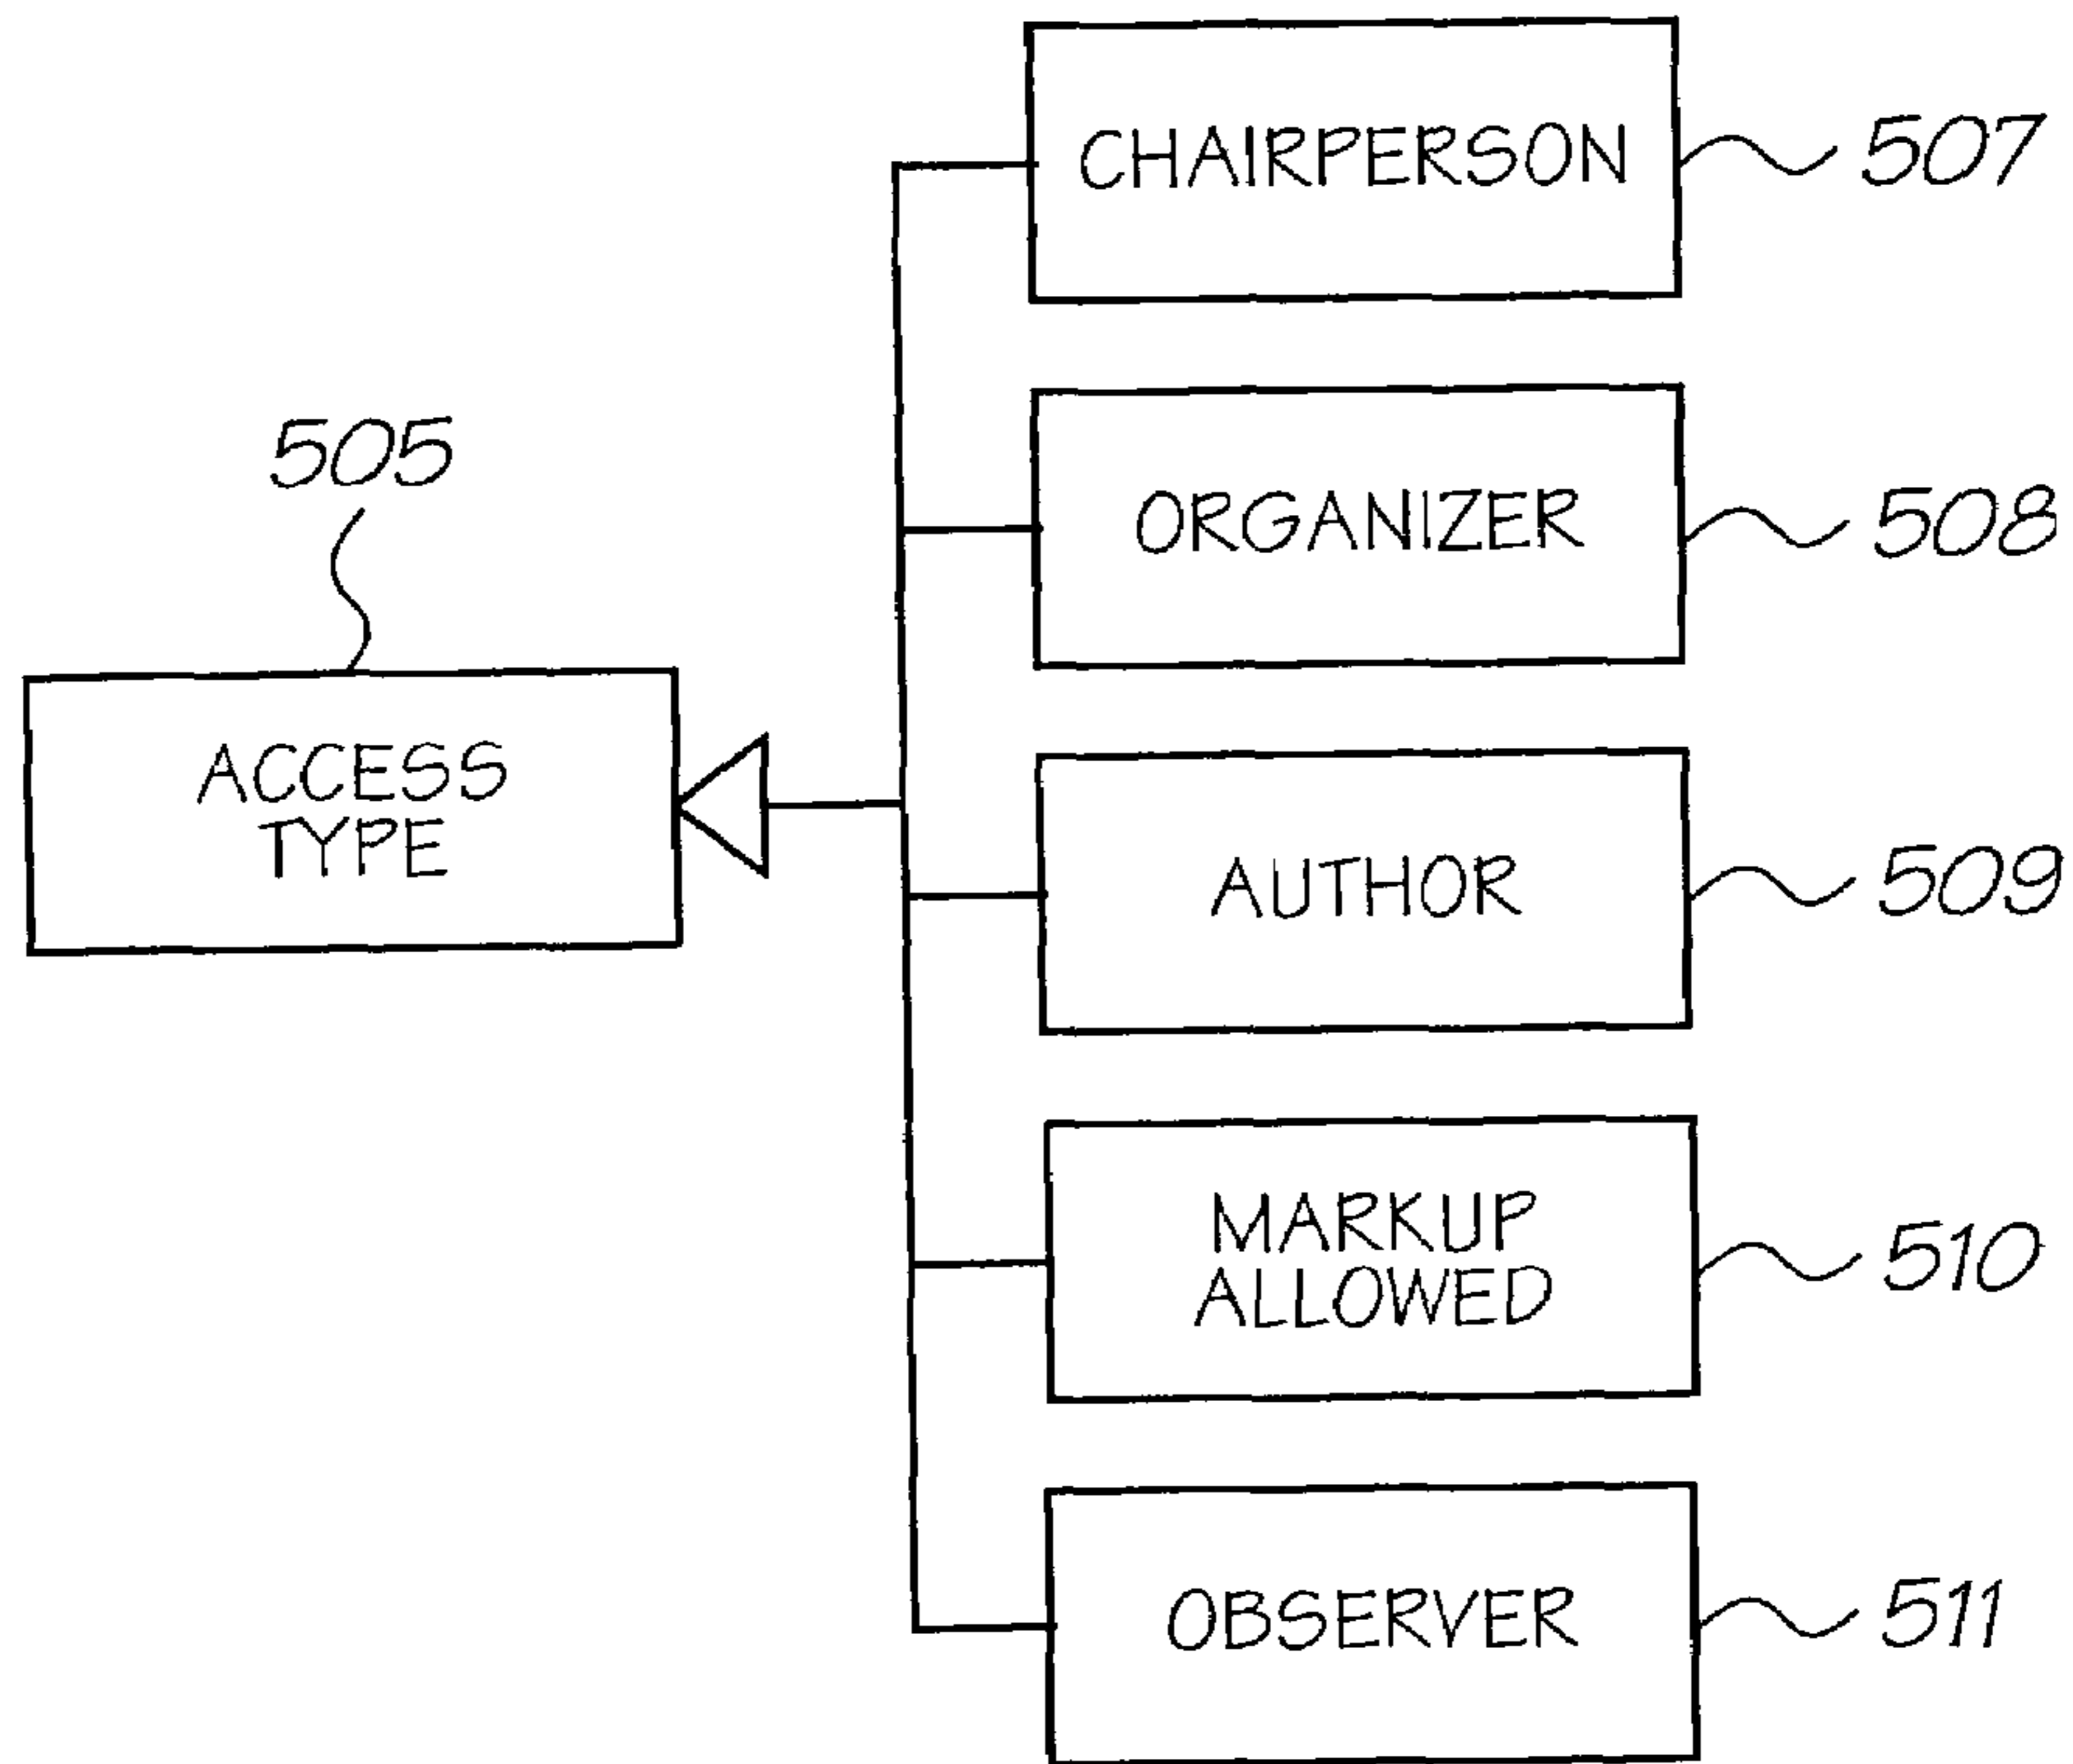 CHAIRPERSON
507
505
ORGANIZER
508
ACCESS
TYPE
AUTHOR
509
MARKUP
ALLOWED
510
OBSERVER
511